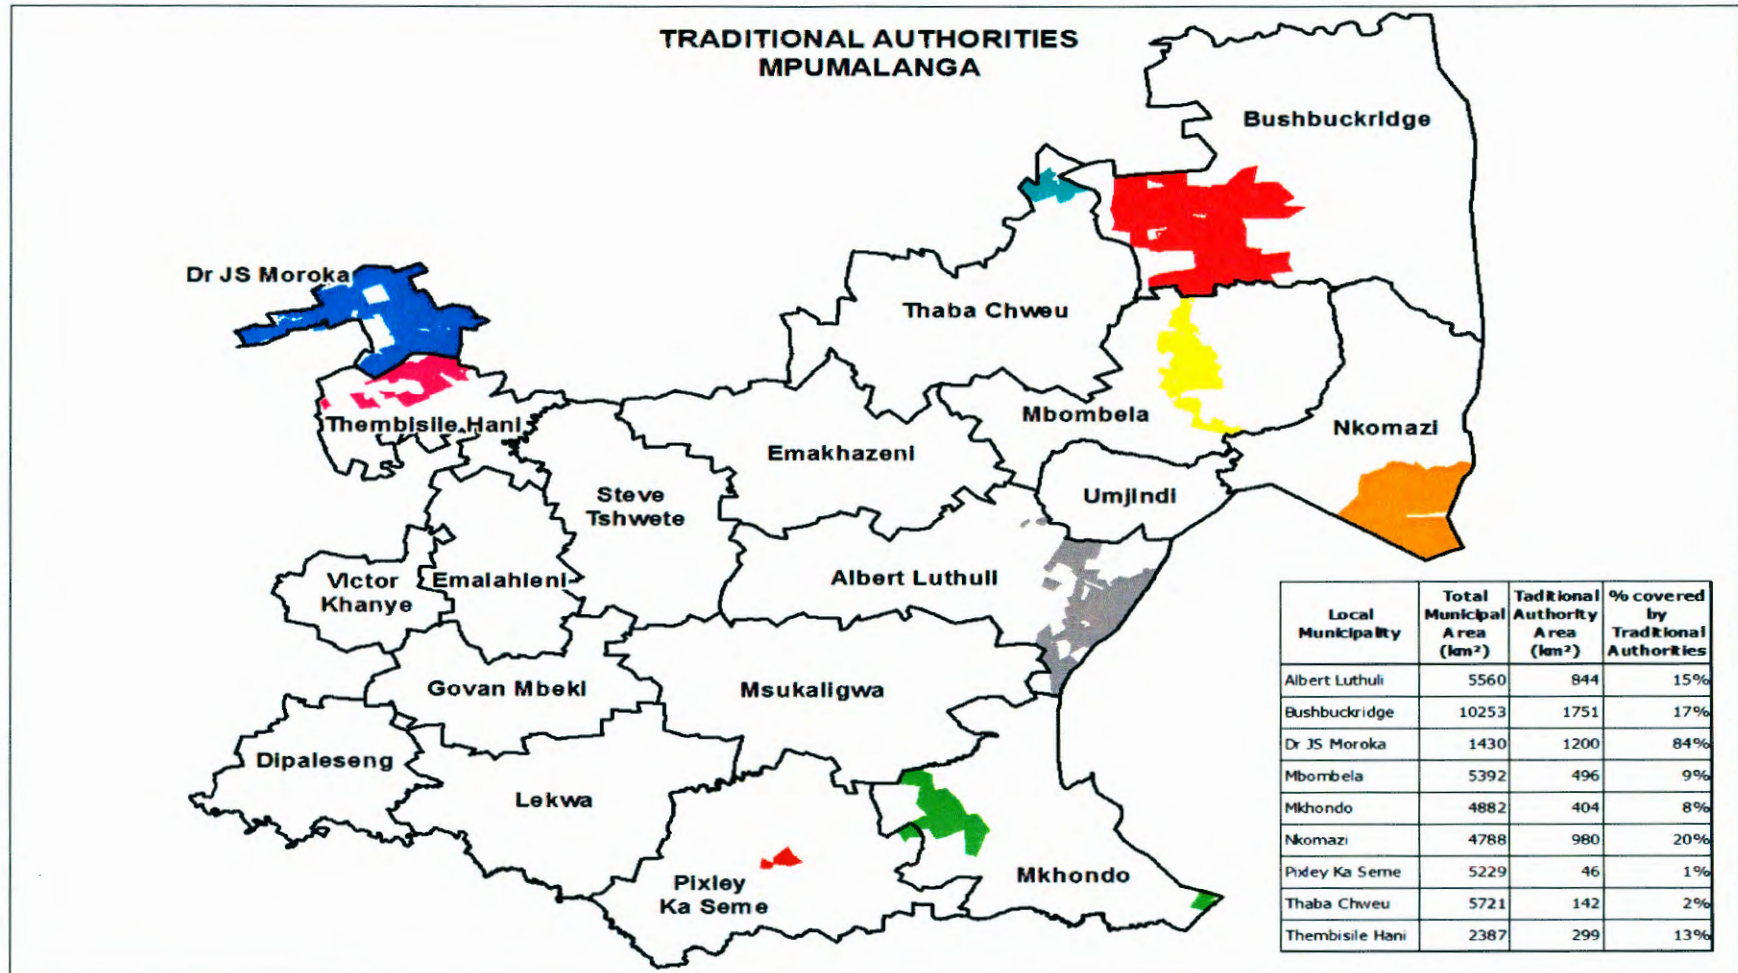 TRADITIONAL AUTHORITIES
MPUMALANGA
Bushbuckridge
Dr JS Moroka
Thaba Chweu
Thembisile Hani
Mbombela
Nkomazi
Emakhazeni
Steve
Tshwete
Umjindi
Victor
Khanye
Emalahleni
Albert Luthuli
Govan Mbeki
Msukaligwa
Dipaleseng
Lekwa
Pixley
Ka Seme
Mkhondo
Local Municipality | Total Municipal Area (km²) | Taditional Authority Area (km²) | % covered by Traditional Authorities
Albert Luthuli 5560 844 15%
Bushbuckridge 10253 1751 17%
Dr JS Moroka 1430 1200 84%
Mbombela 5392 496 9%
Mkhondo 4882 404 8%
Nkomazi 4788 980 20%
Pixley Ka Seme 5229 46 1%
Thaba Chweu 5721 142 2%
Thembisile Hani 2387 299 13%